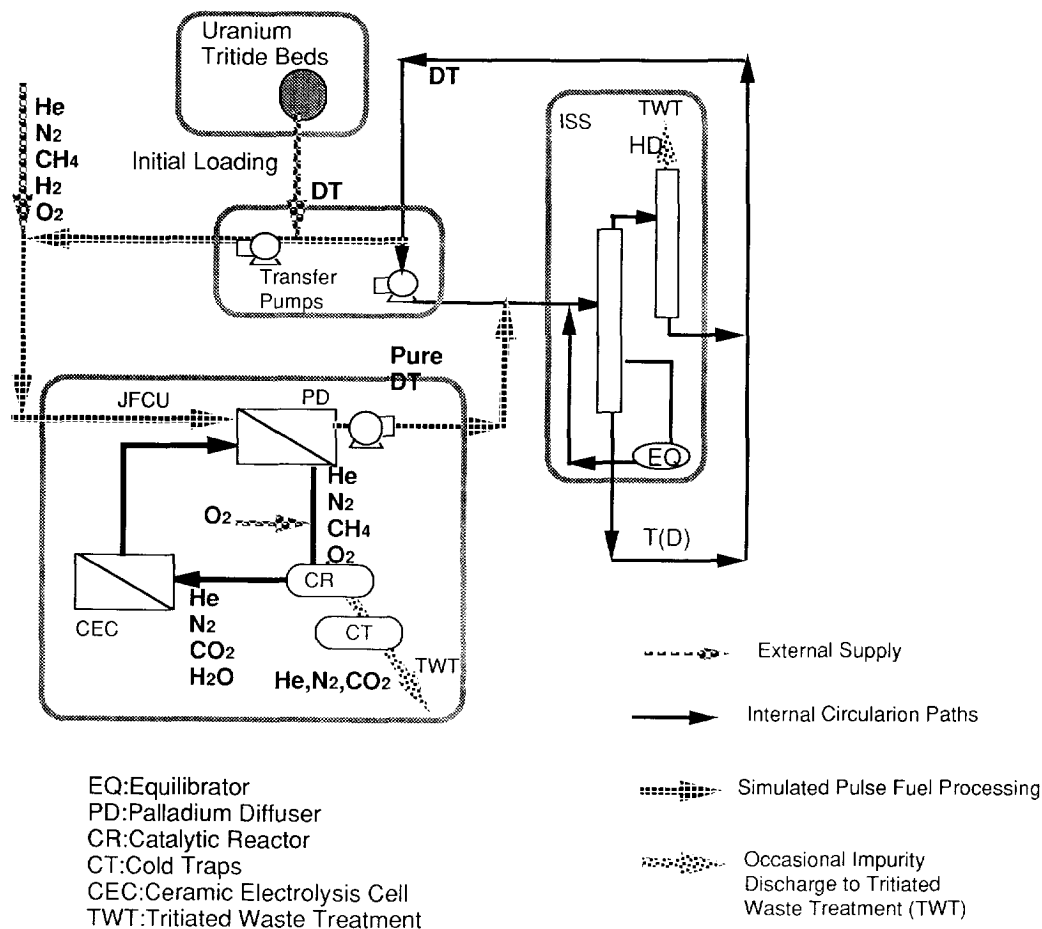 Uranium
Tritide Beds
He
N2
CH4
H2
O2
Initial Loading
DT
DT
Transfer
Pumps
ISS
TWT
HD
EQ
T(D)
Pure
DT
JFCU
PD
He
N2
CH4
O2
O2
CR
CEC
He
N2
CO2
H2O
CT
TWT
He,N2,CO2
External Supply
Internal Circularion Paths
Simulated Pulse Fuel Processing
Occasional Impurity
Discharge to Tritiated
Waste Treatment (TWT)
EQ:Equilibrator
PD:Palladium Diffuser
CR:Catalytic Reactor
CT:Cold Traps
CEC:Ceramic Electrolysis Cell
TWT:Tritiated Waste Treatment